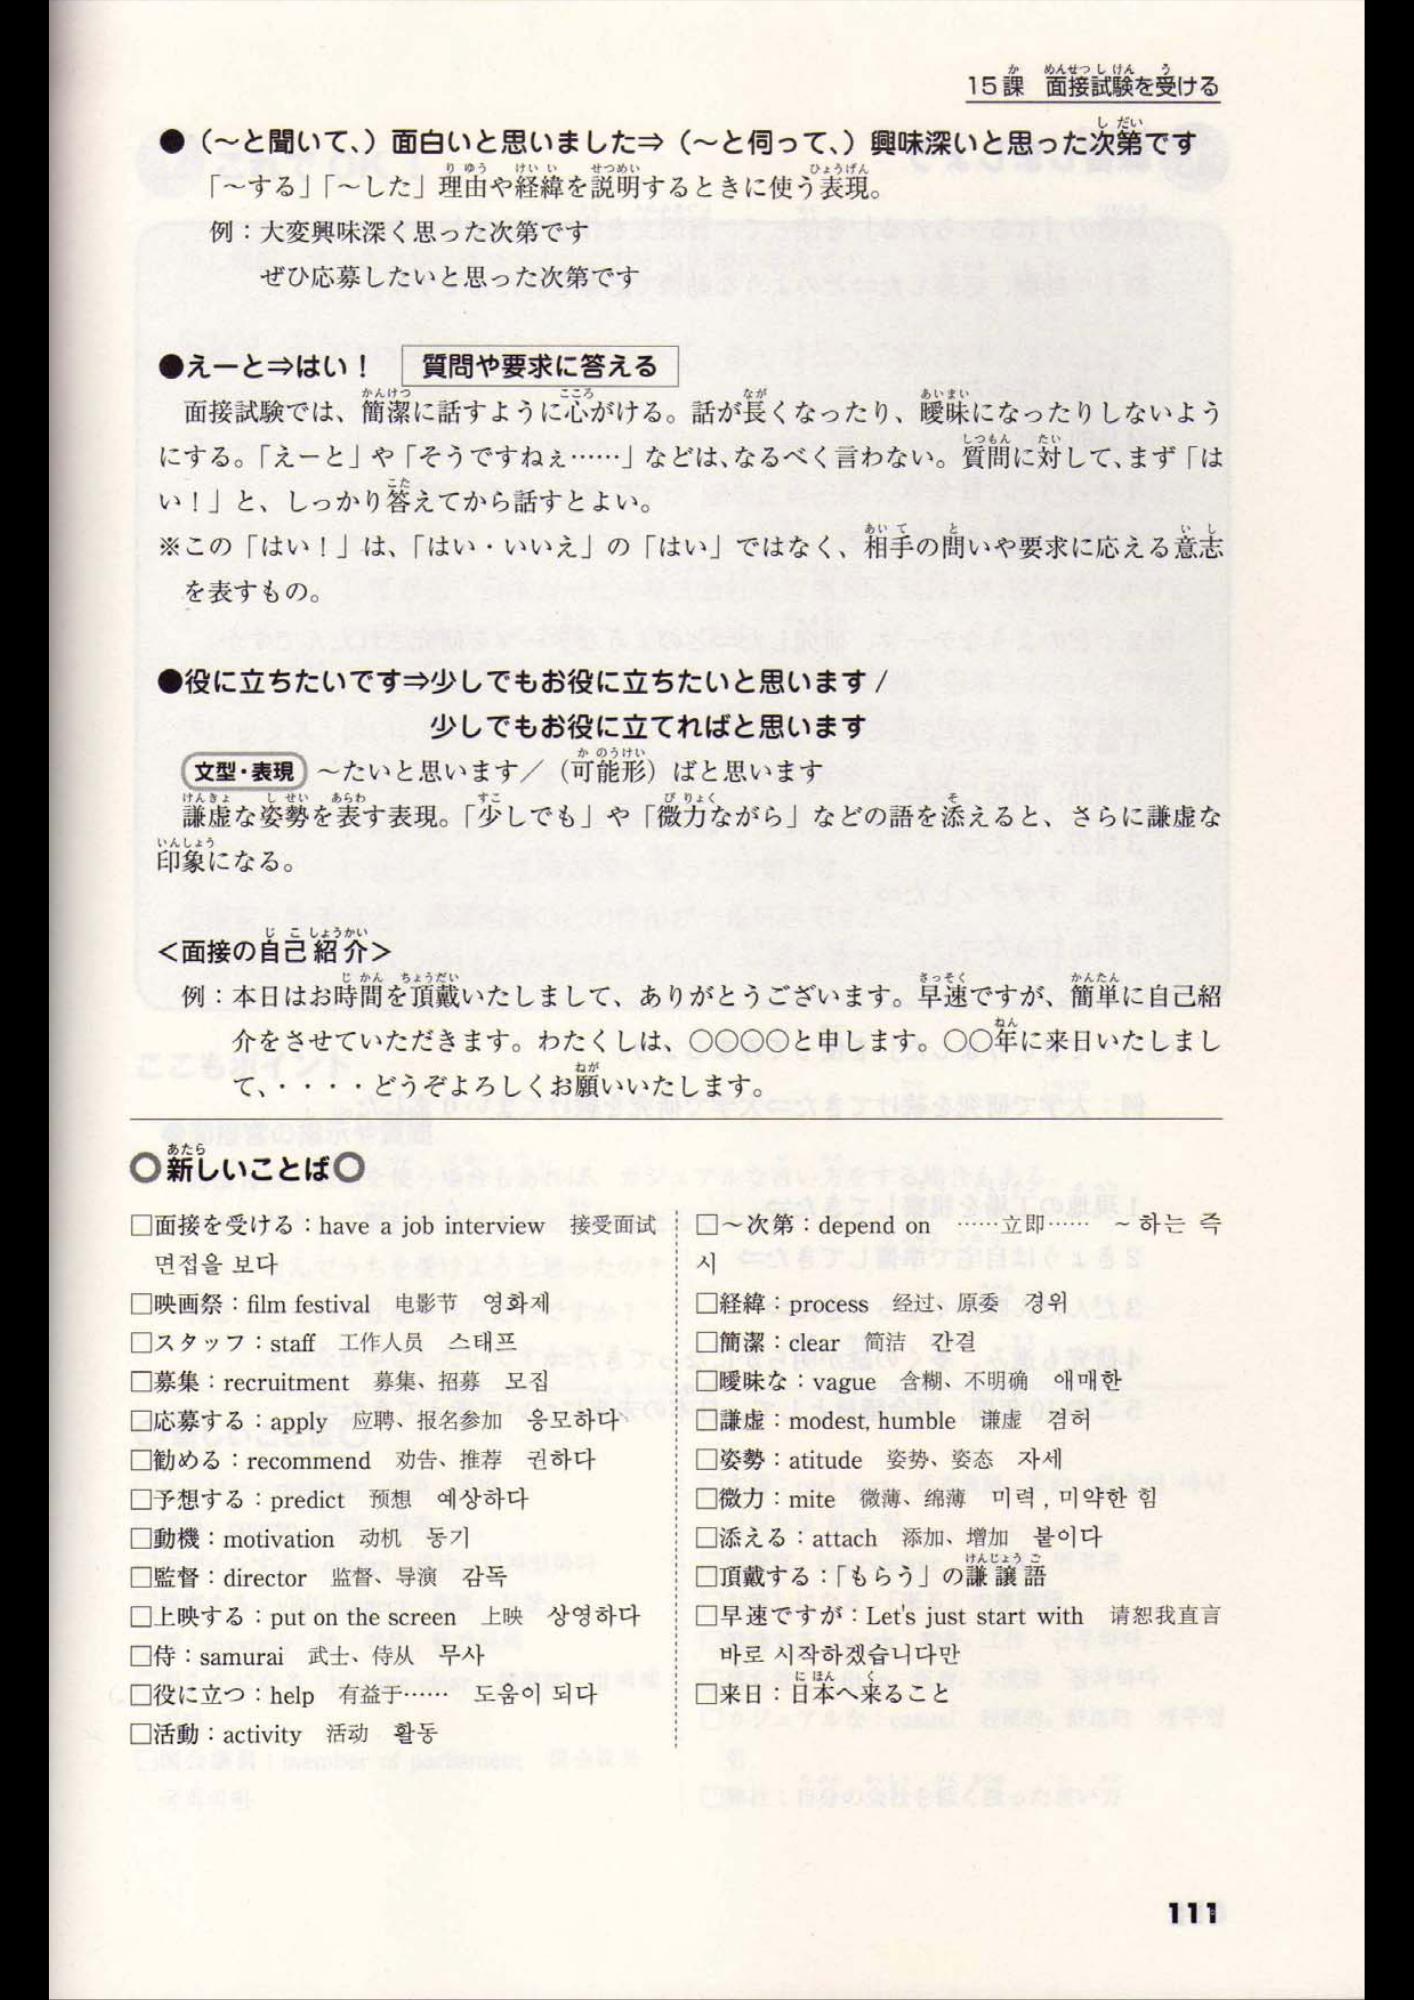 15課　面接試験を受ける
●（～と聞いて、）面白いと思いました⇒（～と伺って、）興味深いと思った次第です
「～する」「～した」理由や経緯を説明するときに使う表現。
例：大変興味深く思った次第です
ぜひ応募したいと思った次第です
●えーと⇒はい！　質問や要求に答える
面接試験では、簡潔に話すように心がける。話が長くなったり、曖昧になったりしないよう
にする。「えーと」や「そうですねぇ……」などは、なるべく言わない。質問に対して、まず「は
い！」と、しっかり答えてから話すとよい。
※この「はい！」は、「はい・いいえ」の「はい」ではなく、相手の問いや要求に応える意志
を表すもの。
●役に立ちたいです⇒少しでもお役に立ちたいと思います /
少しでもお役に立てればと思います
文型・表現　～たいと思います／（可能形）ばと思います
謙虚な姿勢を表す表現。「少しでも」や「微力ながら」などの語を添えると、さらに謙虚な
印象になる。
＜面接の自己紹介＞
例：本日はお時間を頂戴いたしまして、ありがとうございます。早速ですが、簡単に自己紹
介をさせていただきます。わたくしは、○○○○と申します。○○年に来日いたしまし
て、・・・・どうぞよろしくお願いいたします。
○新しいことば○
□面接を受ける：have a job interview　接受面试
면접을 보다
□映画祭：film festival　电影节　영화제
□スタッフ：staff　工作人员　스태프
□募集：recruitment　募集、招募　모집
□応募する：apply　应聘、报名参加　응모하다
□勧める：recommend　劝告、推荐　권하다
□予想する：predict　预想　예상하다
□動機：motivation　动机　동기
□監督：director　监督、导演　감독
□上映する：put on the screen　上映　상영하다
□侍：samurai　武士、侍从　무사
□役に立つ：help　有益于……　도움이 되다
□活動：activity　活动　활동
□～次第：depend on　……立即……　～하는 즉
시
□経緯：process　经过、原委　경위
□簡潔：clear　简洁　간결
□曖昧な：vague　含糊、不明确　애매한
□謙虚：modest, humble　谦虚　겸허
□姿勢：atitude　姿势、姿态　자세
□微力：mite　微薄、绵薄　미력 , 미약한 힘
□添える：attach　添加、增加　붙이다
□頂戴する：「もらう」の謙譲語
□早速ですが：Let's just start with　请恕我直言
바로 시작하겠습니다만
□来日：日本へ来ること
111